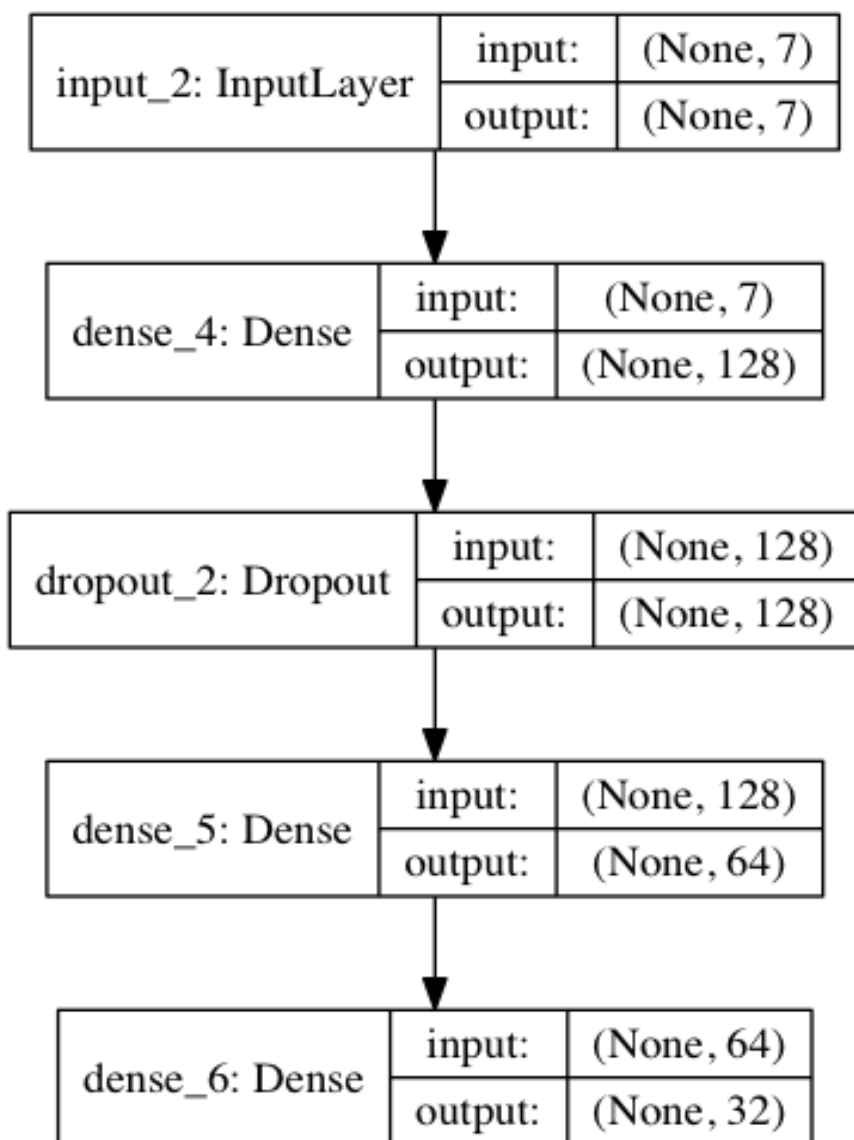 input_2: InputLayer
input: (None, 7)
output: (None, 7)
dense_4: Dense
input: (None, 7)
output: (None, 128)
dropout_2: Dropout
input: (None, 128)
output: (None, 128)
dense_5: Dense
input: (None, 128)
output: (None, 64)
dense_6: Dense
input: (None, 64)
output: (None, 32)